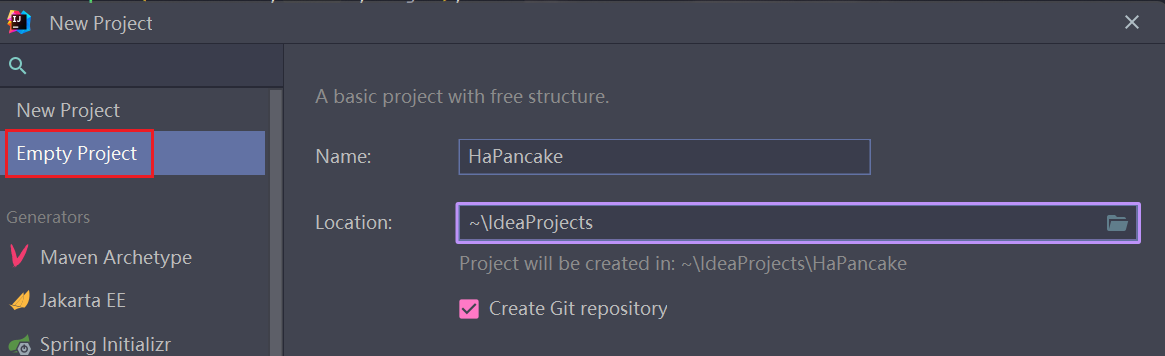 New Project
New Project
Empty Project
Generators
Maven Archetype
Jakarta EE
Spring Initializr
A basic project with free structure.
Name: HaPancake
Location: ~\IdeaProjects
Project will be created in: ~\IdeaProjects\HaPancake
Create Git repository